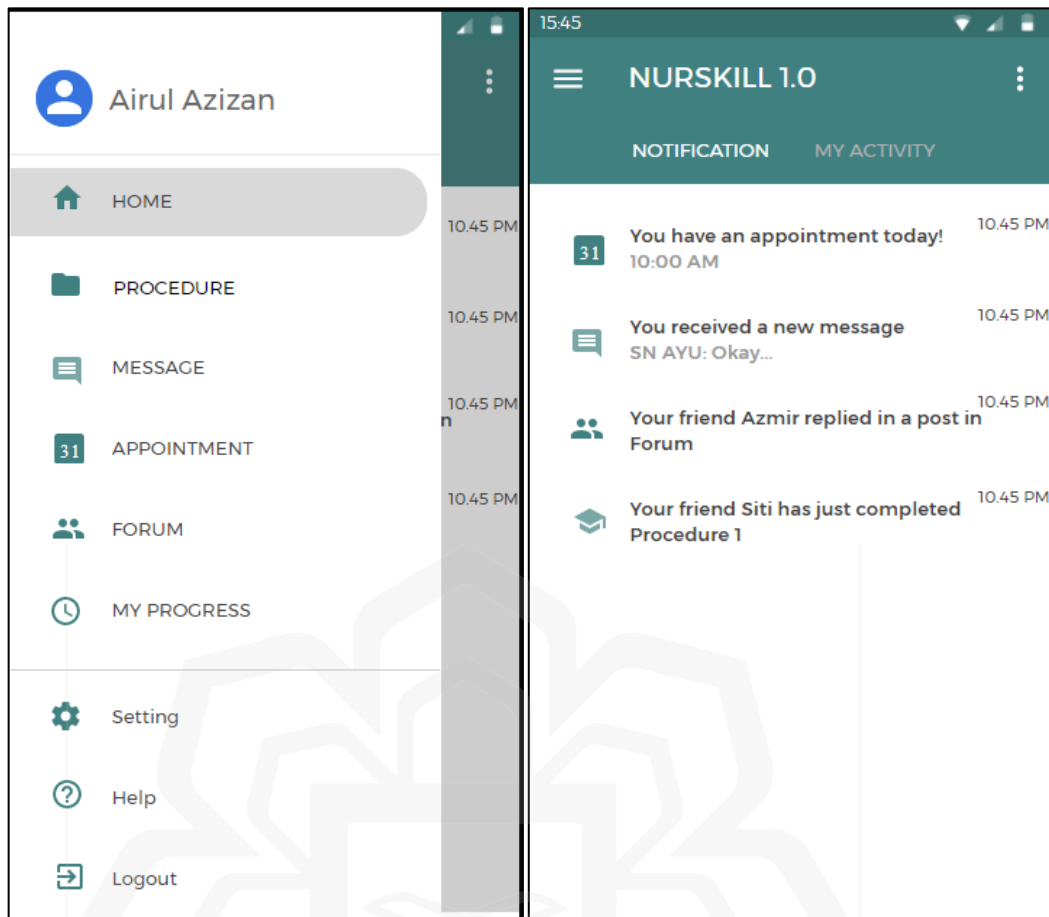 Airul Azizan
HOME
PROCEDURE
MESSAGE
31 APPOINTMENT
FORUM
MY PROGRESS
Setting
Help
Logout
10.45 PM
10.45 PM
10.45 PM
n
10.45 PM
15:45
NURSKILL 1.0
NOTIFICATION MY ACTIVITY
10.45 PM
31 You have an appointment today!
10:00 AM
10.45 PM
You received a new message
SN AYU: Okay...
10.45 PM
Your friend Azmir replied in a post in
Forum
10.45 PM
Your friend Siti has just completed
Procedure 1